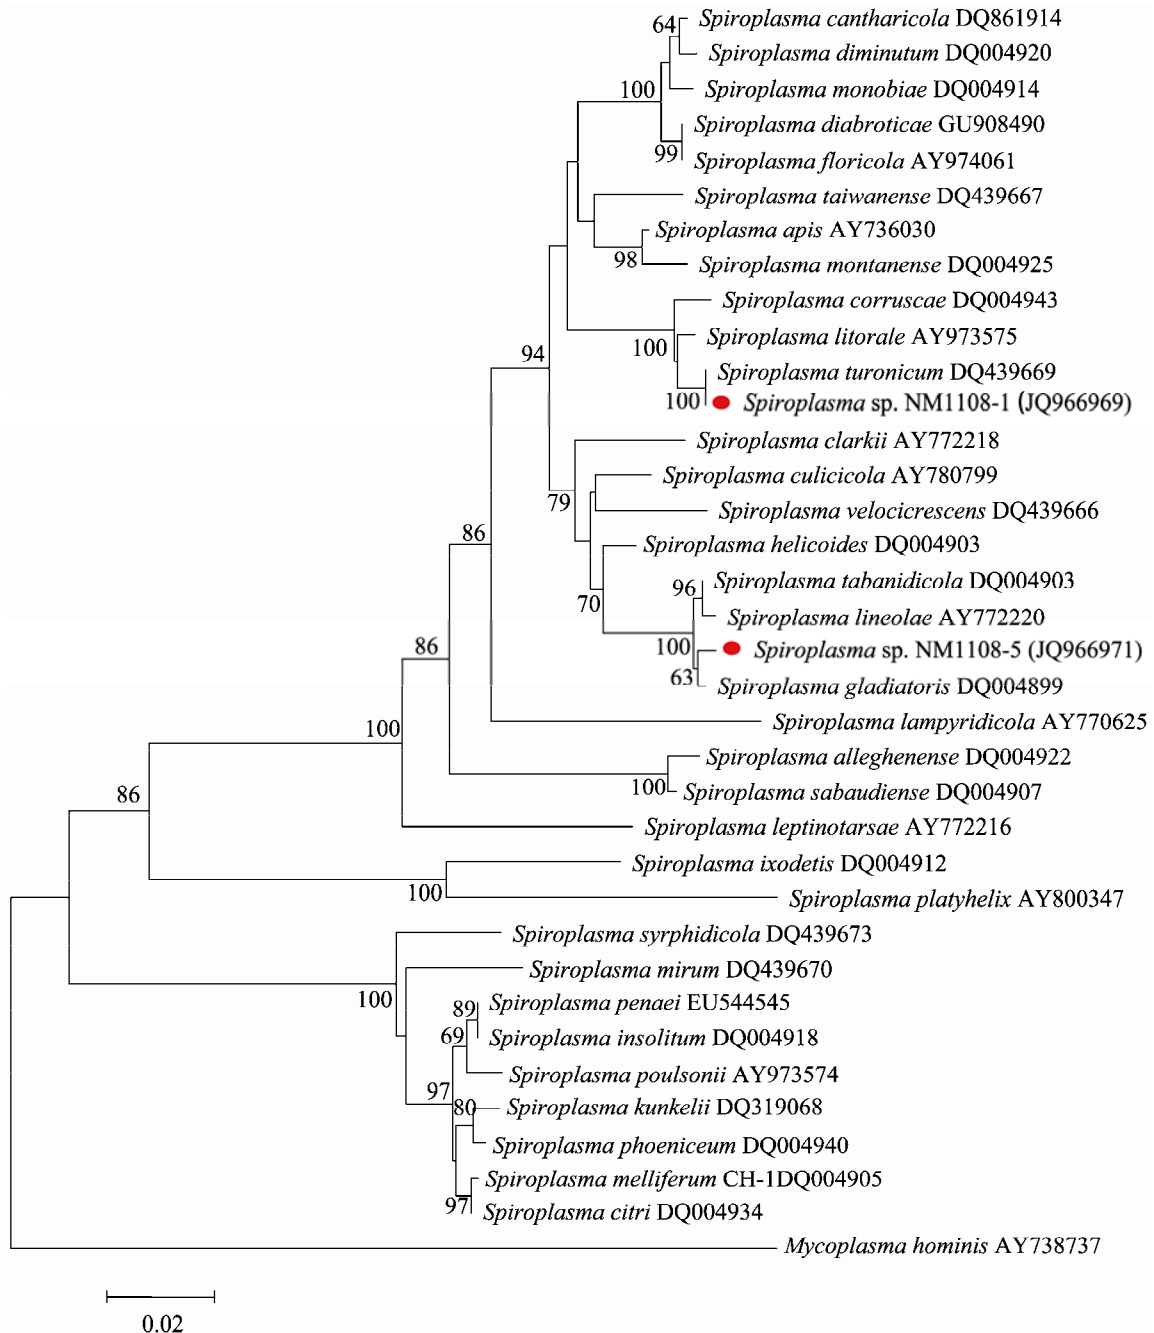 64
Spiroplasma cantharicola DQ861914
Spiroplasma diminutum DQ004920
Spiroplasma monobiae DQ004914
100
Spiroplasma diabroticae GU908490
99
Spiroplasma floricola AY974061
Spiroplasma taiwanense DQ439667
Spiroplasma apis AY736030
98
Spiroplasma montanense DQ004925
Spiroplasma corruscae DQ004943
Spiroplasma litorale AY973575
100
94
Spiroplasma turonicum DQ439669
100
Spiroplasma sp. NM1108-1 (JQ966969)
Spiroplasma clarkii AY772218
Spiroplasma culicicola AY780799
79
Spiroplasma velocicrescens DQ439666
86
Spiroplasma helicoides DQ004903
96
Spiroplasma tabanidicola DQ004903
70
Spiroplasma lineolae AY772220
100
86
Spiroplasma sp. NM1108-5 (JQ966971)
63
Spiroplasma gladiatoris DQ004899
Spiroplasma lampyridicola AY770625
100
Spiroplasma alleghenense DQ004922
100
86
Spiroplasma sabaudiense DQ004907
Spiroplasma leptinotarsae AY772216
Spiroplasma ixodetis DQ004912
100
Spiroplasma platyhelix AY800347
Spiroplasma syrphidicola DQ439673
Spiroplasma mirum DQ439670
100
89
Spiroplasma penaei EU544545
69
Spiroplasma insolitum DQ004918
Spiroplasma poulsonii AY973574
97
80
Spiroplasma kunkelii DQ319068
Spiroplasma phoeniceum DQ004940
Spiroplasma melliferum CH-1DQ004905
97
Spiroplasma citri DQ004934
Mycoplasma hominis AY738737
0.02